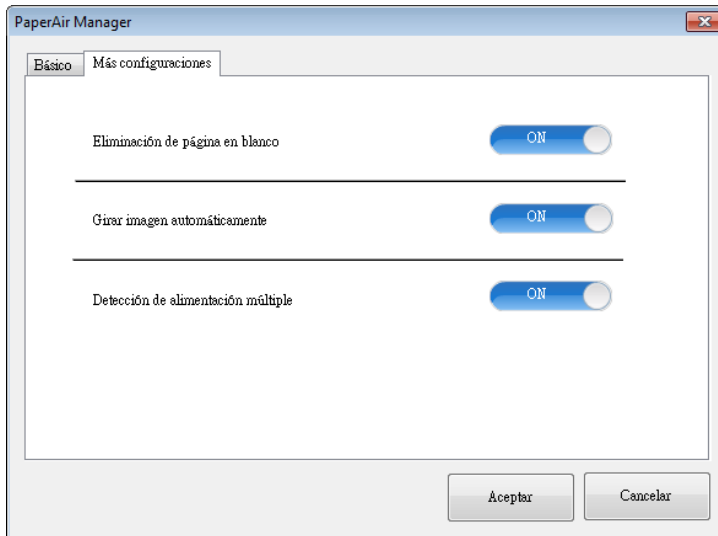 PaperAir Manager
Básico
Más configuraciones
Eliminación de página en blanco
ON
Girar imagen automáticamente
ON
Detección de alimentación múltiple
ON
Aceptar
Cancelar